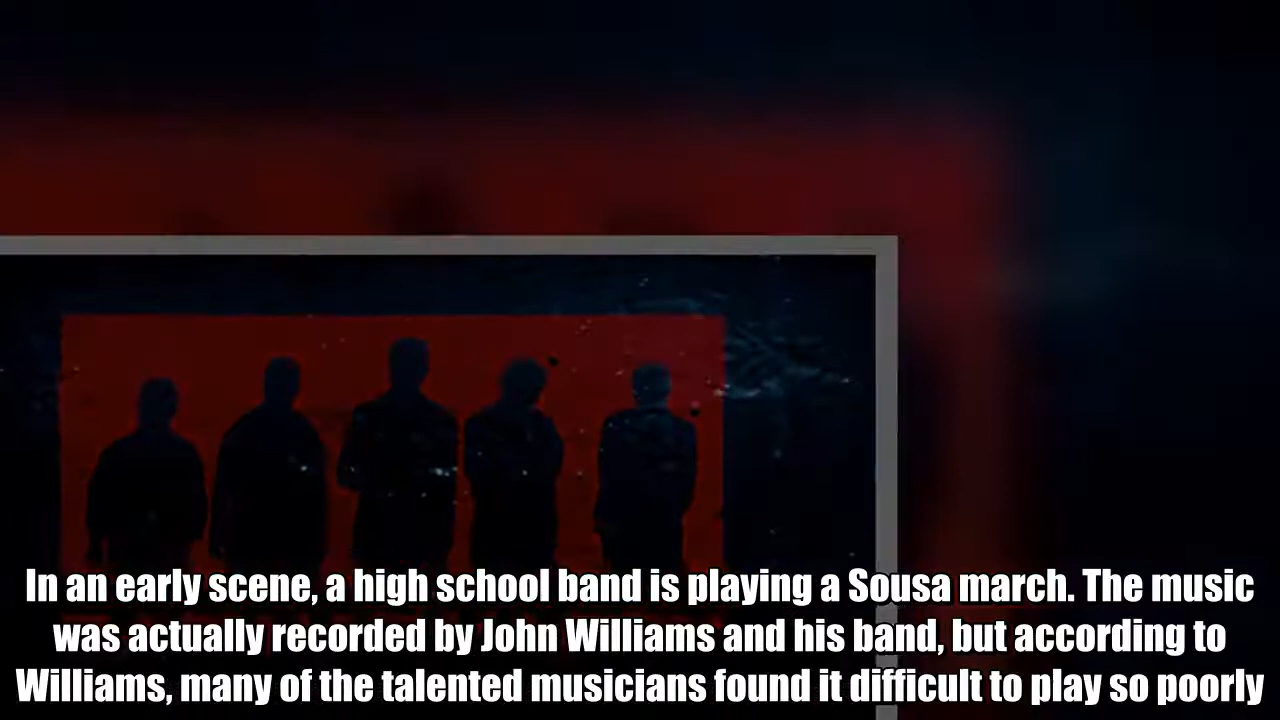 In an early scene, a high school band is playing a Sousa march. The music
was actually recorded by John Williams and his band, but according to
Williams, many of the talented musicians found it difficult to play so poorly